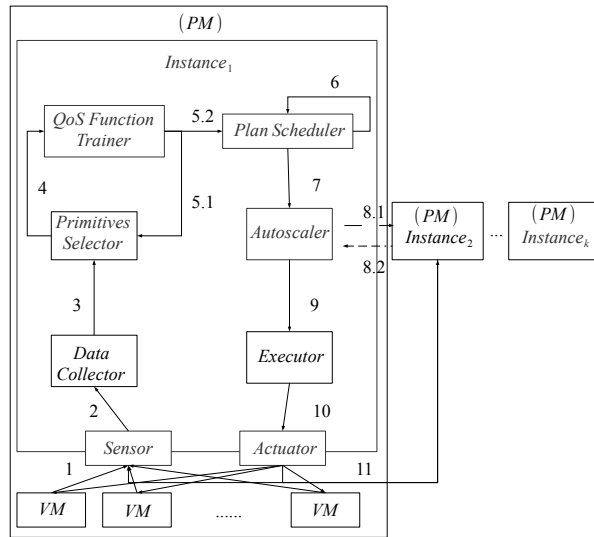 (PM)
Instance1
6
QoS Function
Trainer
5.2
Plan Scheduler
4
5.1
7
Primitives
Selector
Autoscaler
8.1
8.2
(PM)
Instance2
...
(PM)
Instancek
3
9
Data
Collector
Executor
2
10
Sensor
Actuator
1
11
VM
VM
......
VM